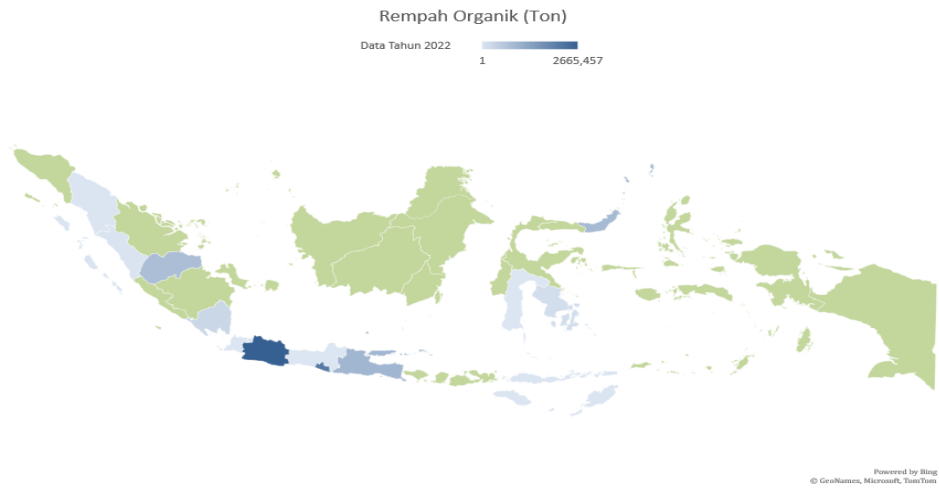 Rempah Organik (Ton)
Data Tahun 2022
1 2665,457
Powered by Bing
© GeoNames, Microsoft, TomTom